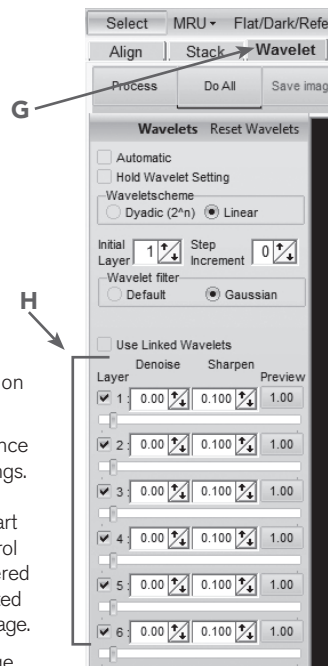 Select MRU Flat/Dark/Refe
Align Stack Wavelet
G
Process Do All Save imag
Wavelets Reset Wavelets
Automatic
Hold Wavelet Setting
Waveletscheme
Dyadic (2^n) Linear
Initial Layer 1 Step Increment 0
Wavelet filter
Default Gaussian
H
Use Linked Wavelets
Denoise Sharpen
Layer Preview
on
1: 0.00 0.100 1.00
nce
2: 0.00 0.100 1.00
ngs.
3: 0.00 0.100 1.00
art
rol
4: 0.00 0.100 1.00
ered
ted
5: 0.00 0.100 1.00
age.
6: 0.00 0.100 1.00